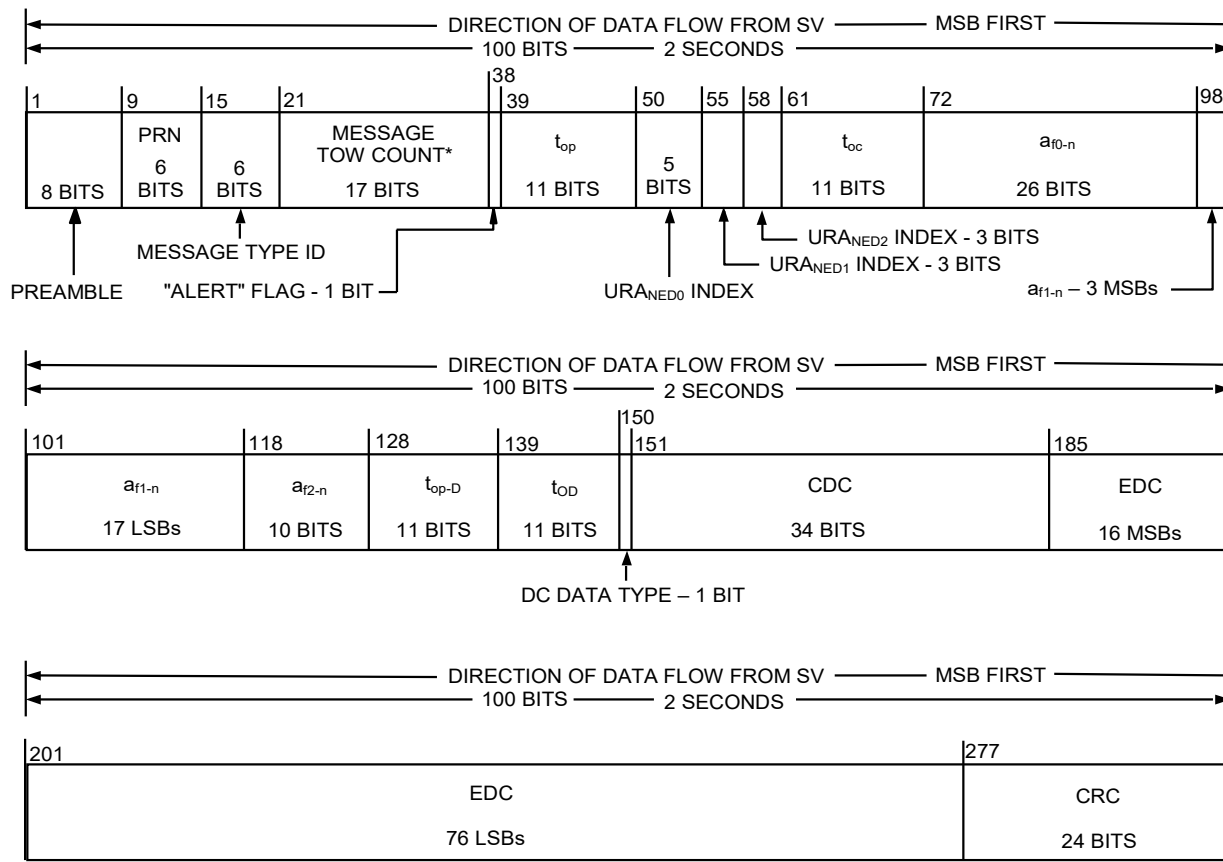 DIRECTION OF DATA FLOW FROM SV MSB FIRST
100 BITS 2 SECONDS
38
1 9 15 21 39 50 55 58 61 72 98
PRN MESSAGE
TOW COUNT* t_op t_oc a_f0-n
8 BITS 6 BITS 6 BITS 17 BITS 11 BITS 5 BITS 11 BITS 26 BITS
MESSAGE TYPE ID
URA_NED2 INDEX - 3 BITS
URA_NED1 INDEX - 3 BITS
PREAMBLE "ALERT" FLAG - 1 BIT URA_NED0 INDEX a_f1-n – 3 MSBs
DIRECTION OF DATA FLOW FROM SV MSB FIRST
100 BITS 2 SECONDS
150
101 118 128 139 151 185
a_f1-n a_f2-n t_op-D t_OD CDC EDC
17 LSBs 10 BITS 11 BITS 11 BITS 34 BITS 16 MSBs
DC DATA TYPE – 1 BIT
DIRECTION OF DATA FLOW FROM SV MSB FIRST
100 BITS 2 SECONDS
201 277
EDC CRC
76 LSBs 24 BITS